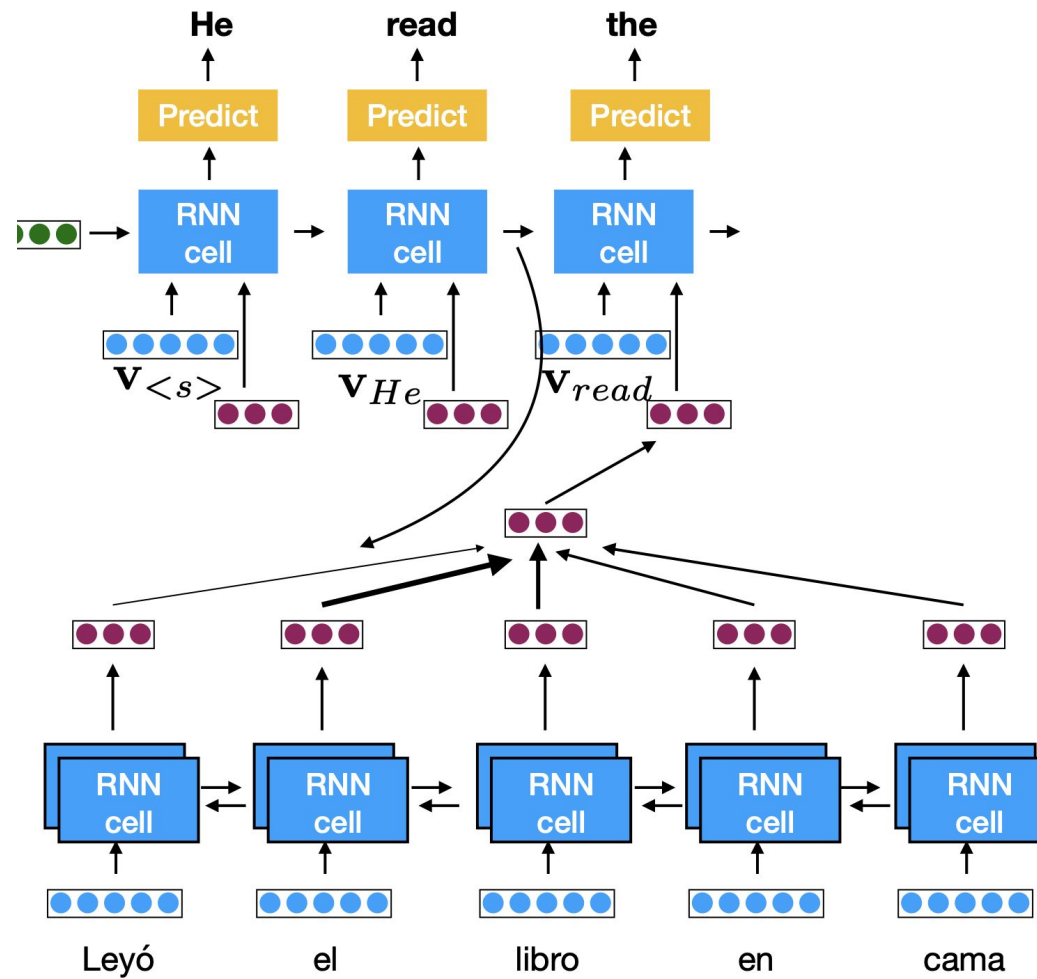 He read the
Predict Predict Predict
RNN cell RNN cell RNN cell
v<s> vHe vread
RNN cell RNN cell RNN cell RNN cell RNN cell
Leyó el libro en cama